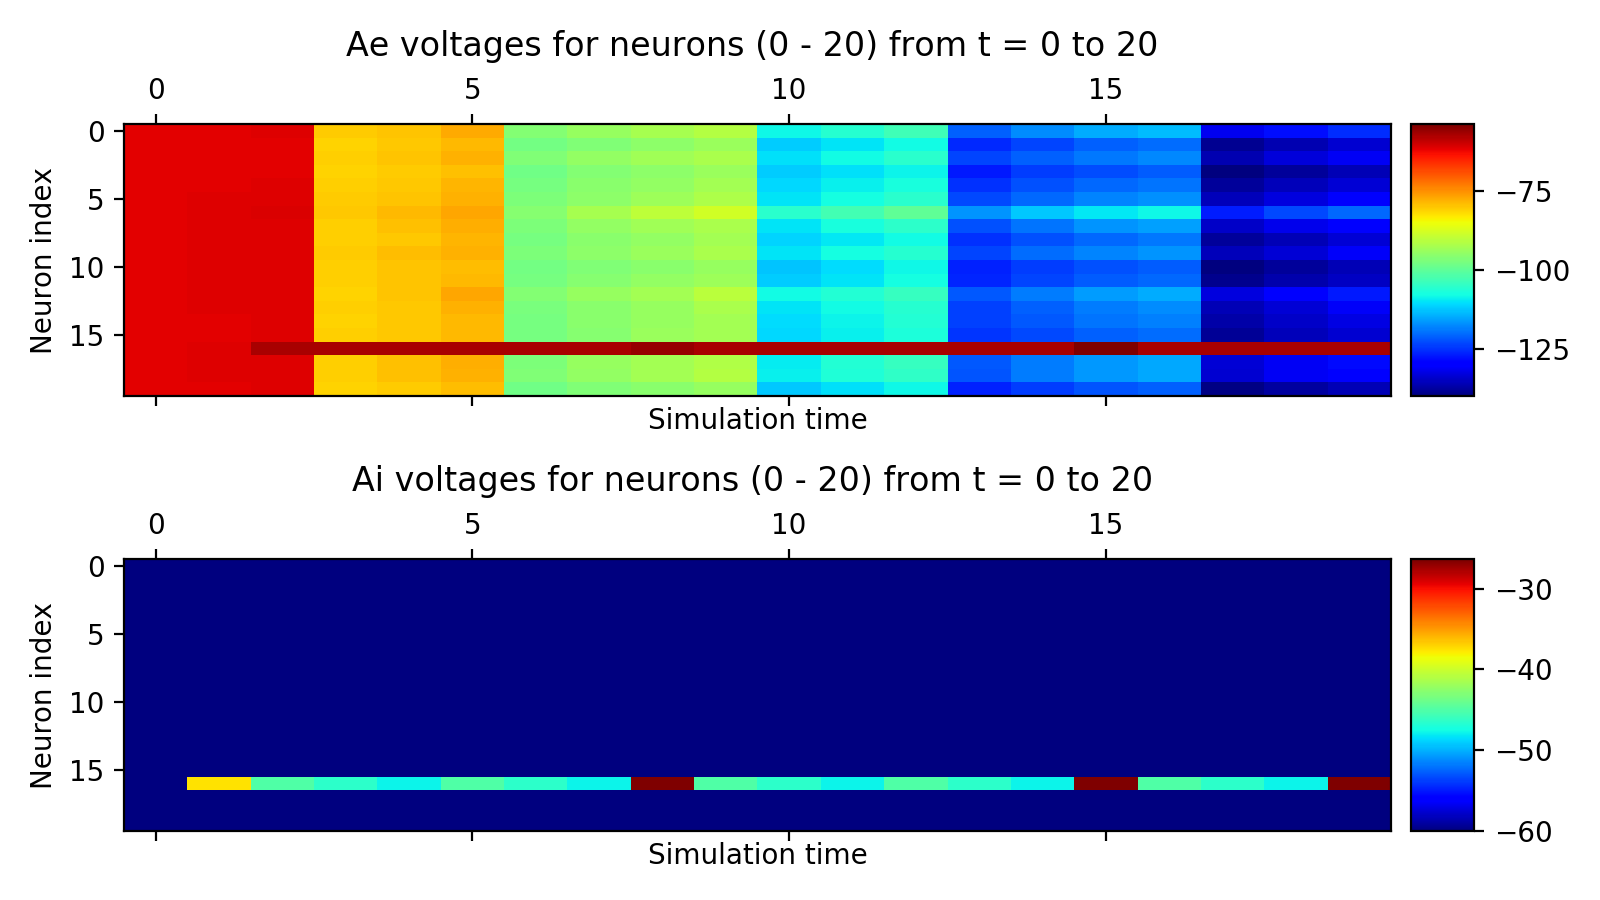 Ae voltages for neurons (0 - 20) from t = 0 to 20
0 5 10 15
Neuron index
0
5
10
15
Simulation time
−75
−100
−125
Ai voltages for neurons (0 - 20) from t = 0 to 20
0 5 10 15
Neuron index
0
5
10
15
Simulation time
−30
−40
−50
−60